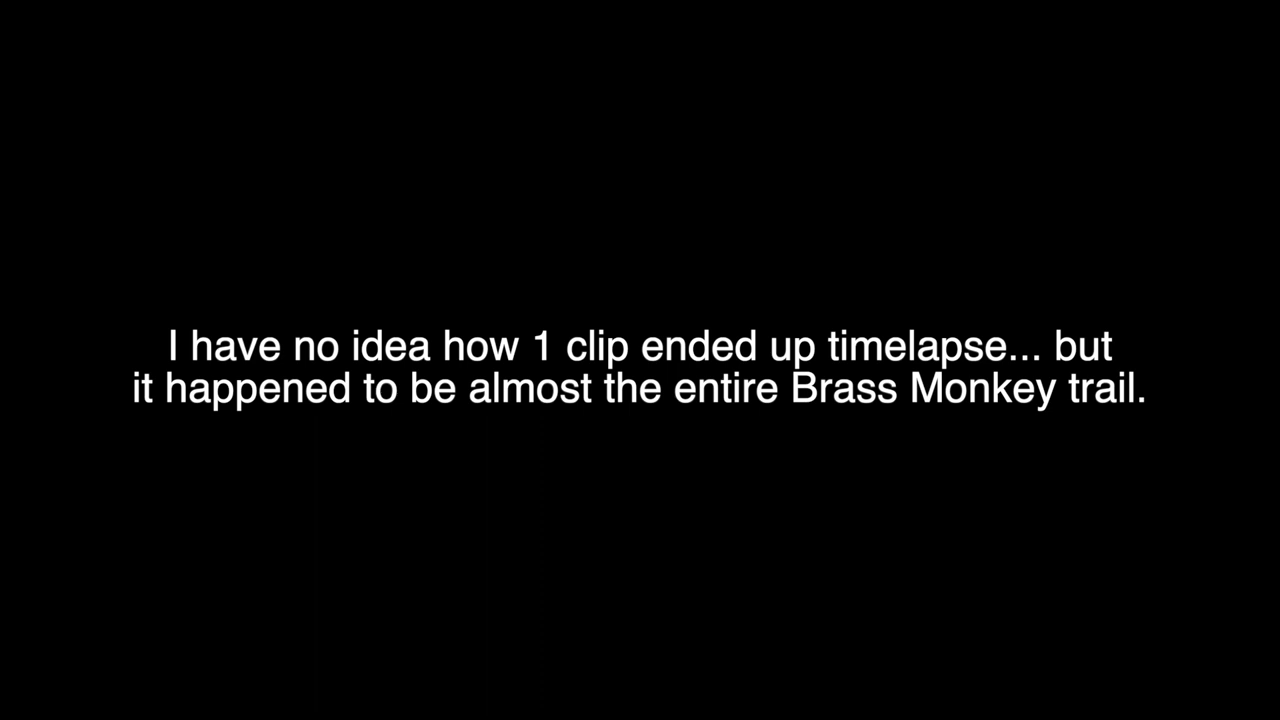 I have no idea how 1 clip ended up timelapse... but
it happened to be almost the entire Brass Monkey trail.